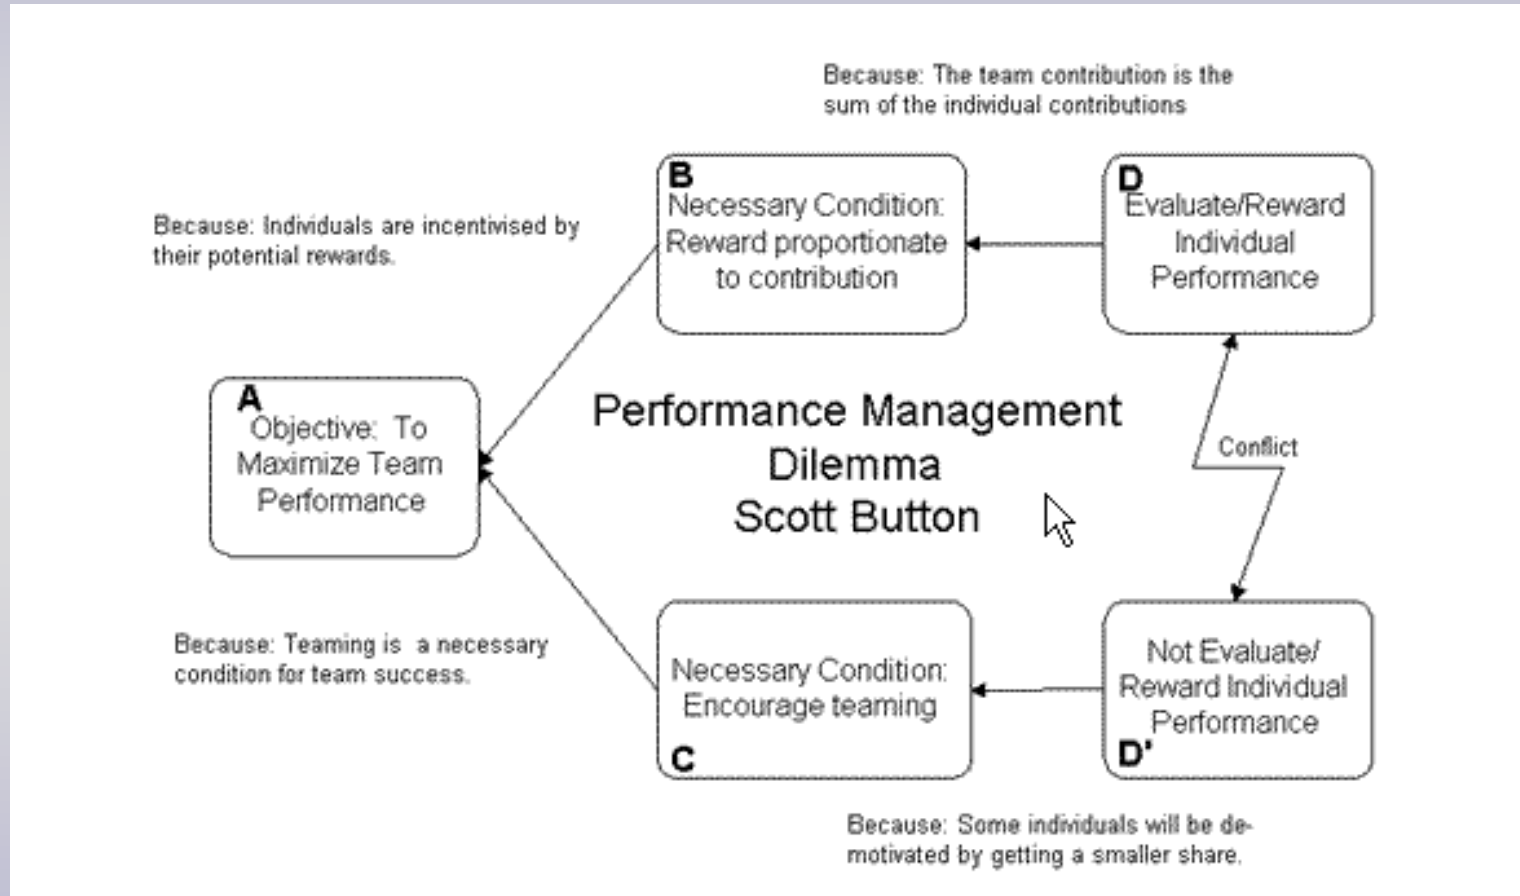 Because: The team contribution is the
sum of the individual contributions
B
Necessary Condition:
Reward proportionate
to contribution
D
Evaluate/Reward
Individual
Performance
Because: Individuals are incentivised by
their potential rewards.
A
Objective: To
Maximize Team
Performance
Performance Management
Dilemma
Scott Button
Conflict
Because: Teaming is a necessary
condition for team success.
Necessary Condition:
Encourage teaming
C
Not Evaluate/
Reward Individual
Performance
D'
Because: Some individuals will be de-
motivated by getting a smaller share.